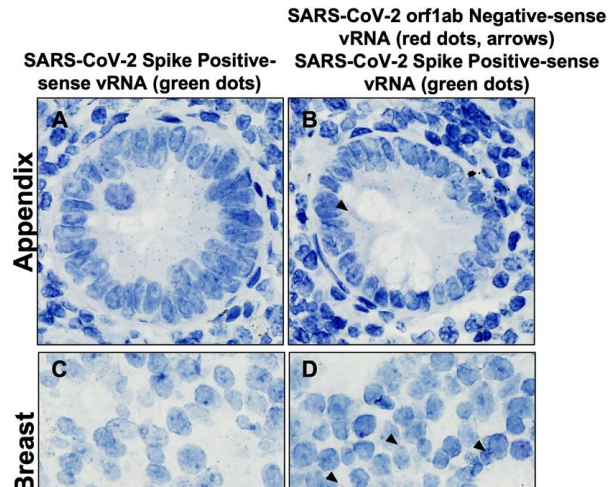 SARS-CoV-2 orf1ab Negative-sense
vRNA (red dots, arrows)
SARS-CoV-2 Spike Positive-
sense vRNA (green dots)
SARS-CoV-2 Spike Positive-sense
vRNA (green dots)
Appendix
A
B
Breast
C
D